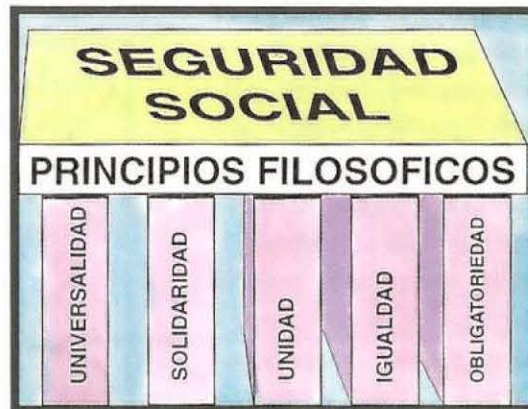 SEGURIDAD
SOCIAL
PRINCIPIOS FILOSOFICOS
UNIVERSALIDAD
SOLIDARIDAD
UNIDAD
IGUALDAD
OBLIGATORIEDAD